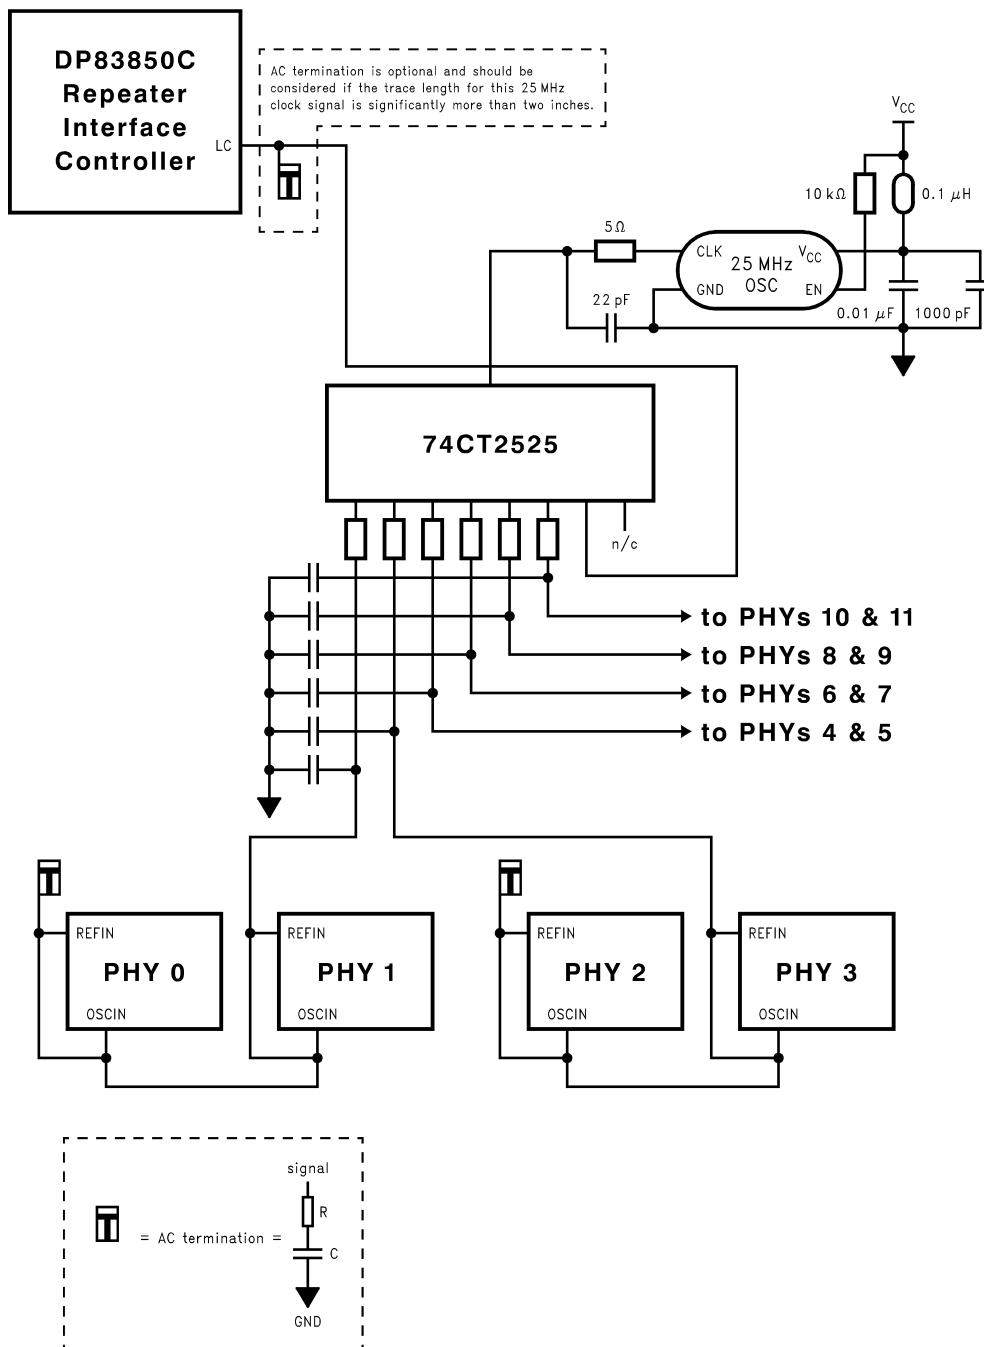 DP83850C
Repeater
Interface
Controller
LC
AC termination is optional and should be
considered if the trace length for this 25 MHz
clock signal is significantly more than two inches.
VCC
10 kΩ
0.1 μH
5Ω
CLK
VCC
25 MHz
OSC
GND
EN
22 pF
0.01 μF
1000 pF
74CT2525
n/c
to PHYs 10 & 11
to PHYs 8 & 9
to PHYs 6 & 7
to PHYs 4 & 5
REFIN
PHY 0
OSCIN
REFIN
PHY 1
OSCIN
REFIN
PHY 2
OSCIN
REFIN
PHY 3
OSCIN
signal
R
T = AC termination =
C
GND